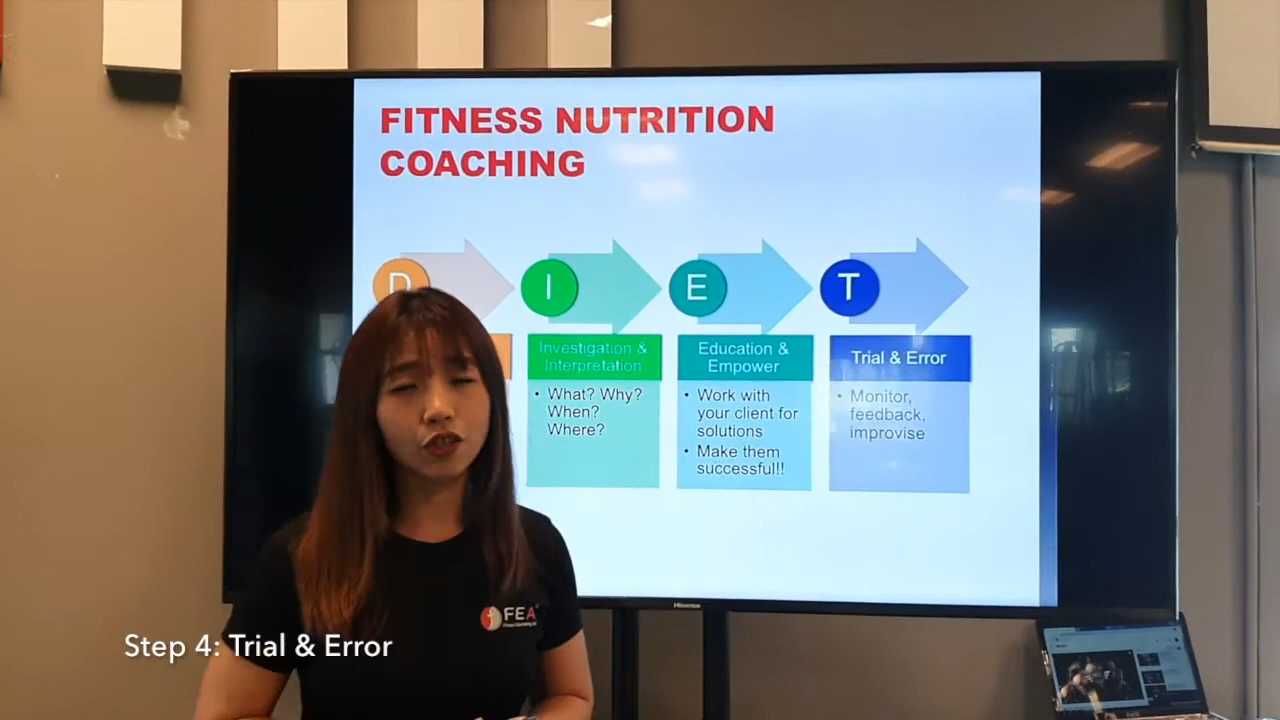 FITNESS NUTRITION
COACHING
D
I
E
T
Investigation &
Interpretation
• What? Why?
When?
Where?
Education &
Empower
• Work with
your client for
solutions
• Make them
successful!!
Trial & Error
• Monitor,
feedback,
improvise
Hisense
FEA
Step 4: Trial & Error